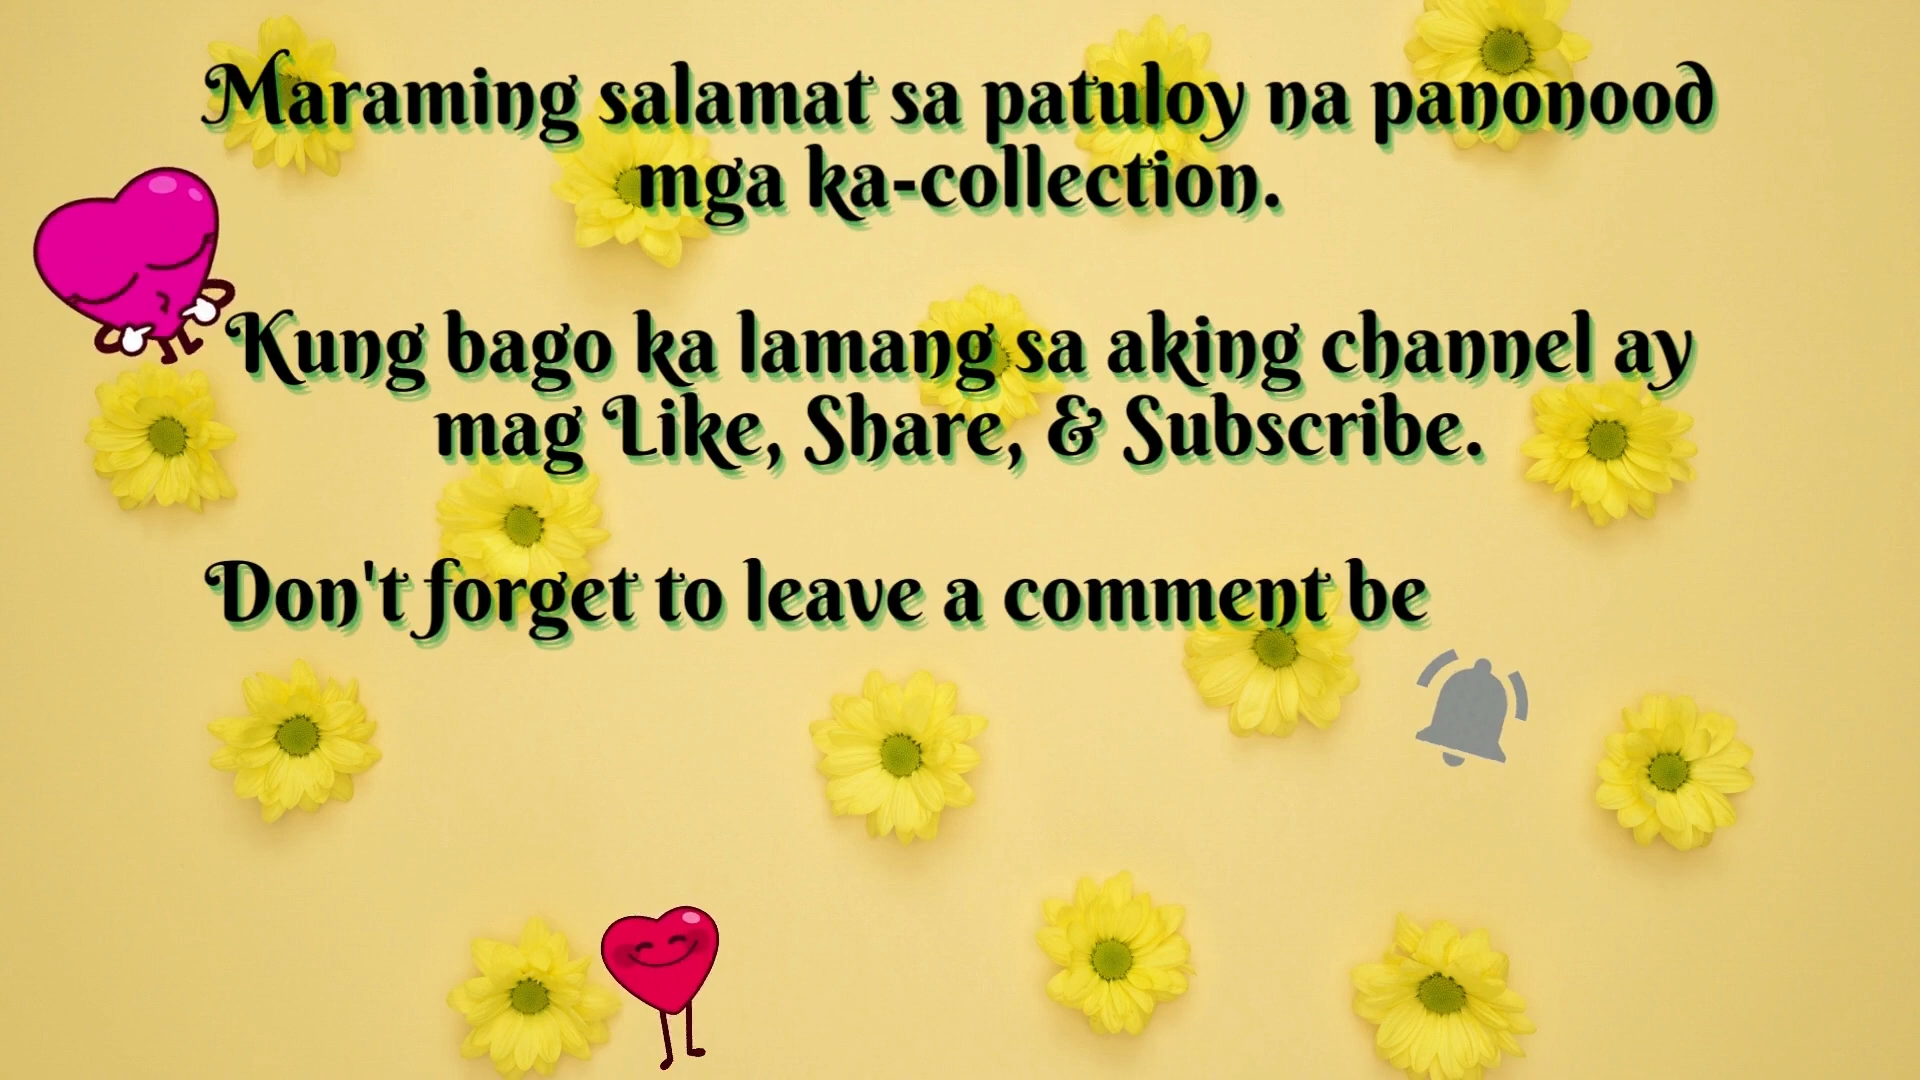 Maraming salamat sa patuloy na panonood
mga ka-collection.
Kung bago ka lamang sa aking channel ay
mag Like, Share, & Subscribe.
Don't forget to leave a comment be